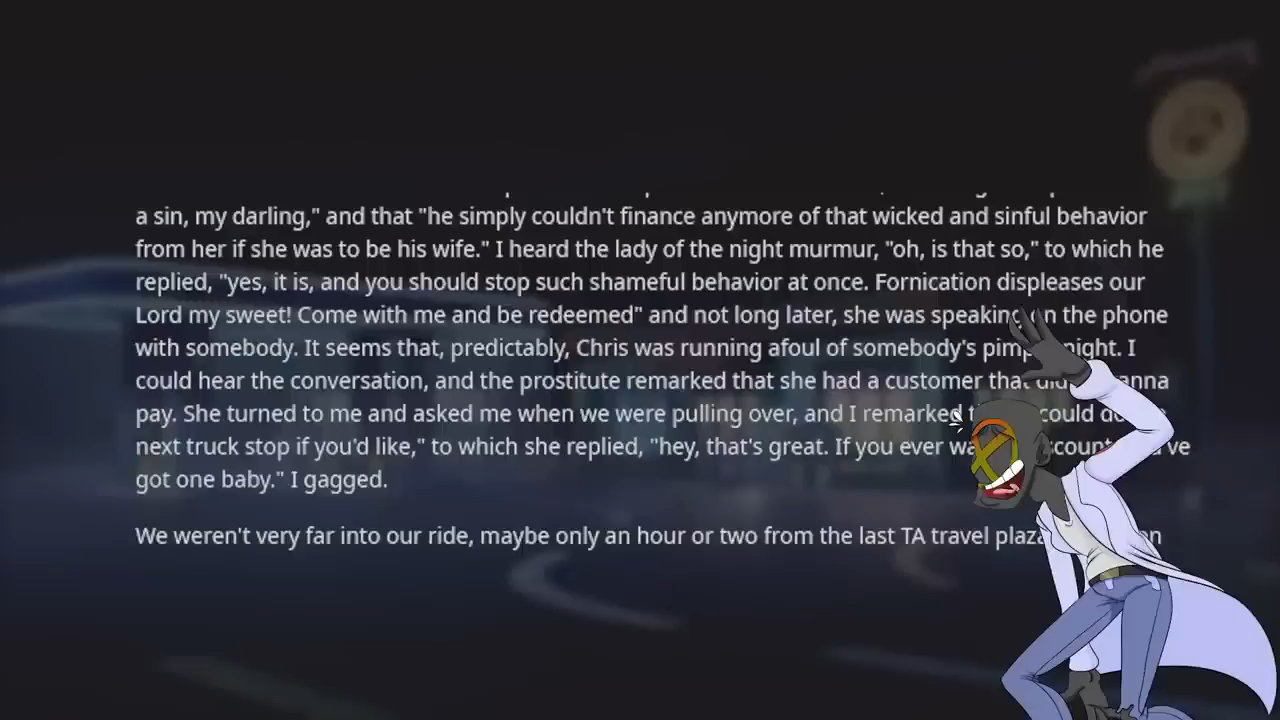 a sin, my darling," and that "he simply couldn't finance anymore of that wicked and sinful behavior
from her if she was to be his wife." I heard the lady of the night murmur, "oh, is that so," to which he
replied, "yes, it is, and you should stop such shameful behavior at once. Fornication displeases our
Lord my sweet! Come with me and be redeemed" and not long later, she was speaking on the phone
with somebody. It seems that, predictably, Chris was running afoul of somebody's night. I
could hear the conversation, and the prostitute remarked that she had a customer that
pay. She turned to me and asked me when we were pulling over, and I remarked could
next truck stop if you'd like," to which she replied, "hey, that's great. If you ever
got one baby." I gagged.
We weren't very far into our ride, maybe only an hour or two from the last TA travel